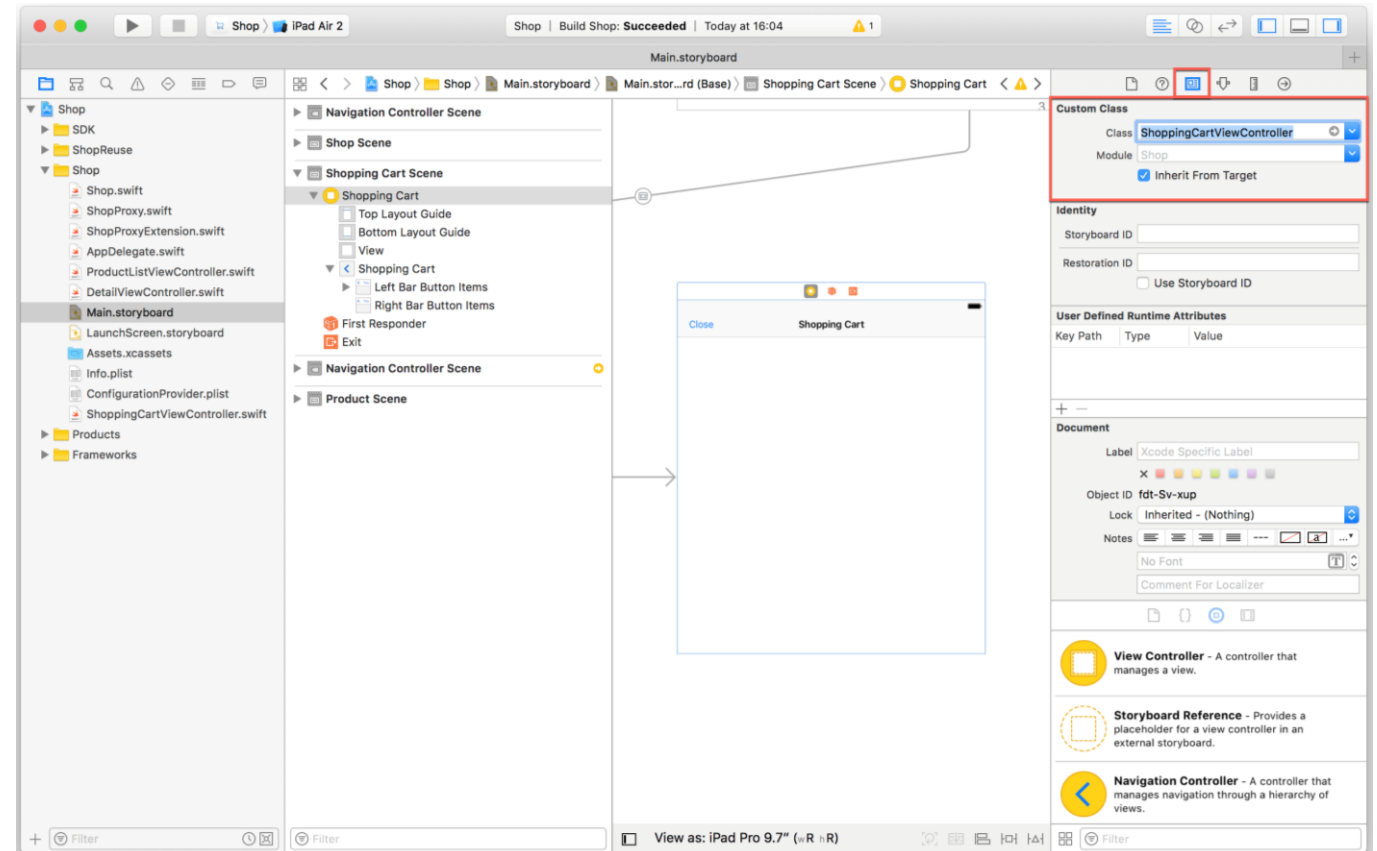 Shop
iPad Air 2
Shop | Build Shop: Succeeded | Today at 16:04
1
Main.storyboard
Shop
SDK
ShopReuse
Shop
Shop.swift
ShopProxy.swift
ShopProxyExtension.swift
AppDelegate.swift
ProductListViewController.swift
DetailViewController.swift
Main.storyboard
LaunchScreen.storyboard
Assets.xcassets
Info.plist
ConfigurationProvider.plist
ShoppingCartViewController.swift
Products
Frameworks
Filter
Shop
Shop
Main.storyboard
Main.stor...rd (Base)
Shopping Cart Scene
Shopping Cart
Navigation Controller Scene
Shop Scene
Shopping Cart Scene
Shopping Cart
Top Layout Guide
Bottom Layout Guide
View
Shopping Cart
Left Bar Button Items
Right Bar Button Items
First Responder
Exit
Navigation Controller Scene
Product Scene
Filter
3
Close
Shopping Cart
View as: iPad Pro 9.7” (wR hR)
Custom Class
Class ShoppingCartViewController
Module Shop
Inherit From Target
Identity
Storyboard ID
Restoration ID
Use Storyboard ID
User Defined Runtime Attributes
Key Path Type Value
Document
Label Xcode Specific Label
Object ID fdt-Sv-xup
Lock Inherited - (Nothing)
Notes
No Font
Comment For Localizer
View Controller - A controller that
manages a view.
Storyboard Reference - Provides a
placeholder for a view controller in an
external storyboard.
Navigation Controller - A controller that
manages navigation through a hierarchy of
views.
Filter